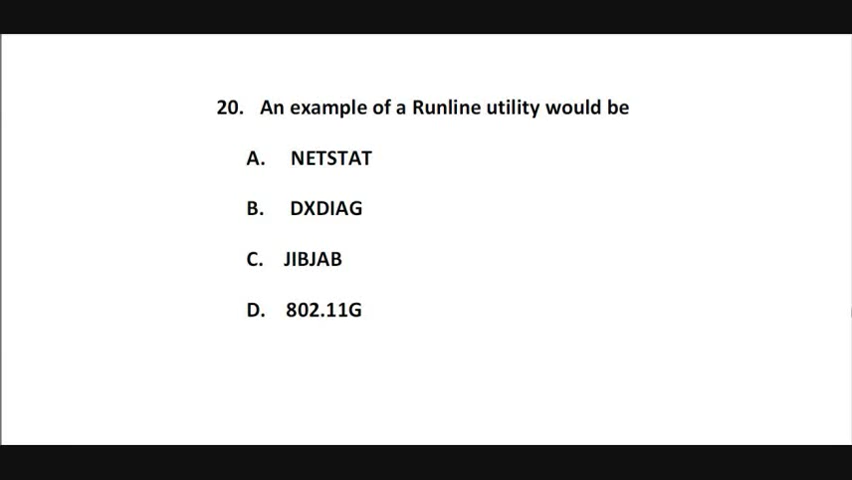 20. An example of a Runline utility would be
A. NETSTAT
B. DXDIAG
C. JIBJAB
D. 802.11G